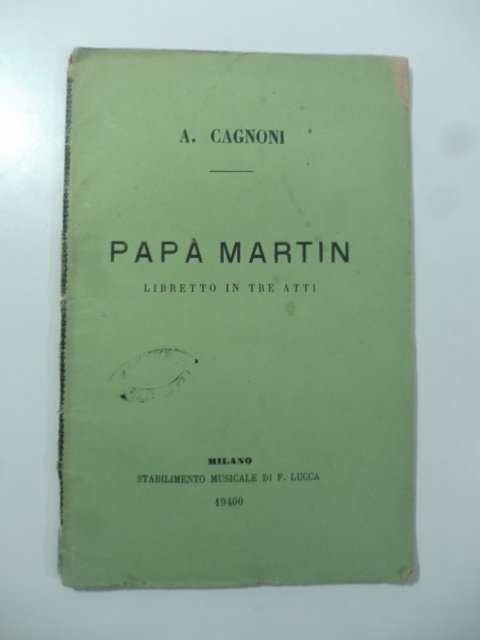 A. CAGNONI
PAPÀ MARTIN
LIBRETTO IN TRE ATTI
MILANO
STABILIMENTO MUSICALE DI F. LUCCA
19400